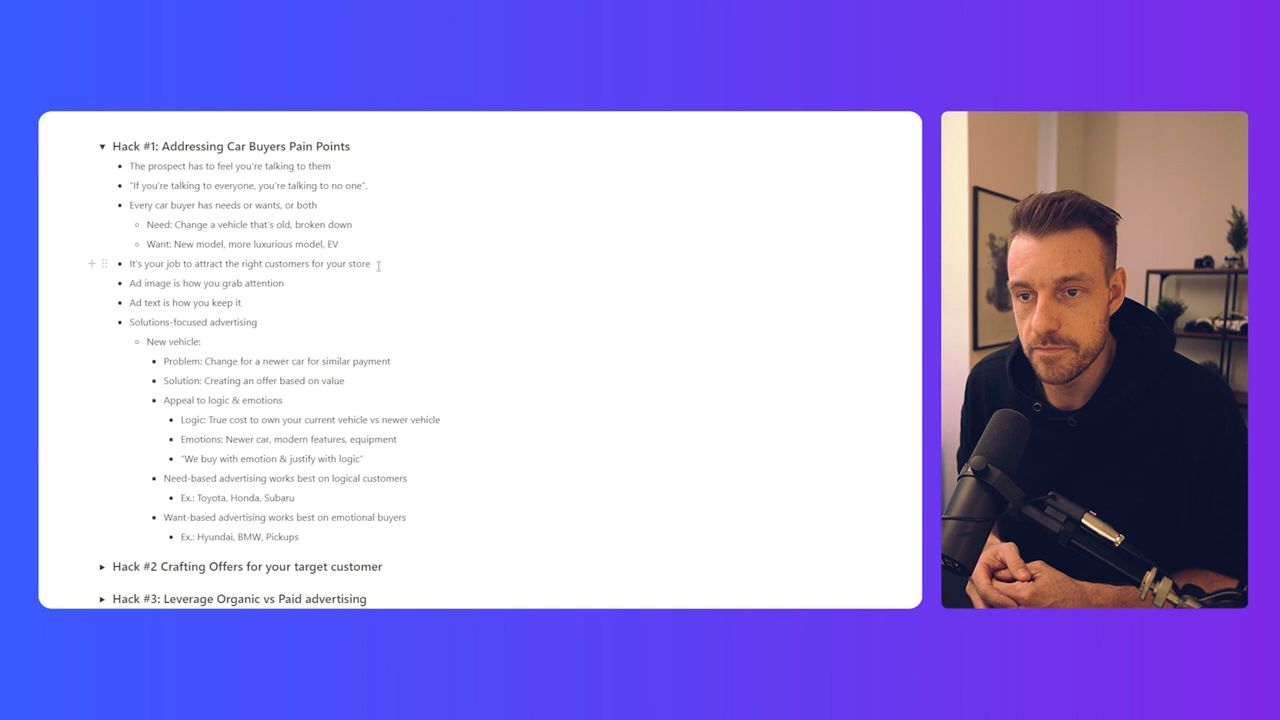 Hack #1: Addressing Car Buyers Pain Points
The prospect has to feel you're talking to them
"If you're talking to everyone, you're talking to no one".
Every car buyer has needs or wants, or both
Need: Change a vehicle that's old, broken down
Want: New model, more luxurious model, EV
It's your job to attract the right customers for your store
Ad image is how you grab attention
Ad text is how you keep it
Solutions-focused advertising
New vehicle:
Problem: Change for a newer car for similar payment
Solution: Creating an offer based on value
Appeal to logic & emotions
Logic: True cost to own your current vehicle vs newer vehicle
Emotions: Newer car, modern features, equipment
"We buy with emotion & justify with logic"
Need-based advertising works best on logical customers
Ex.: Toyota, Honda, Subaru
Want-based advertising works best on emotional buyers
Ex.: Hyundai, BMW, Pickups
Hack #2 Crafting Offers for your target customer
Hack #3: Leverage Organic vs Paid advertising